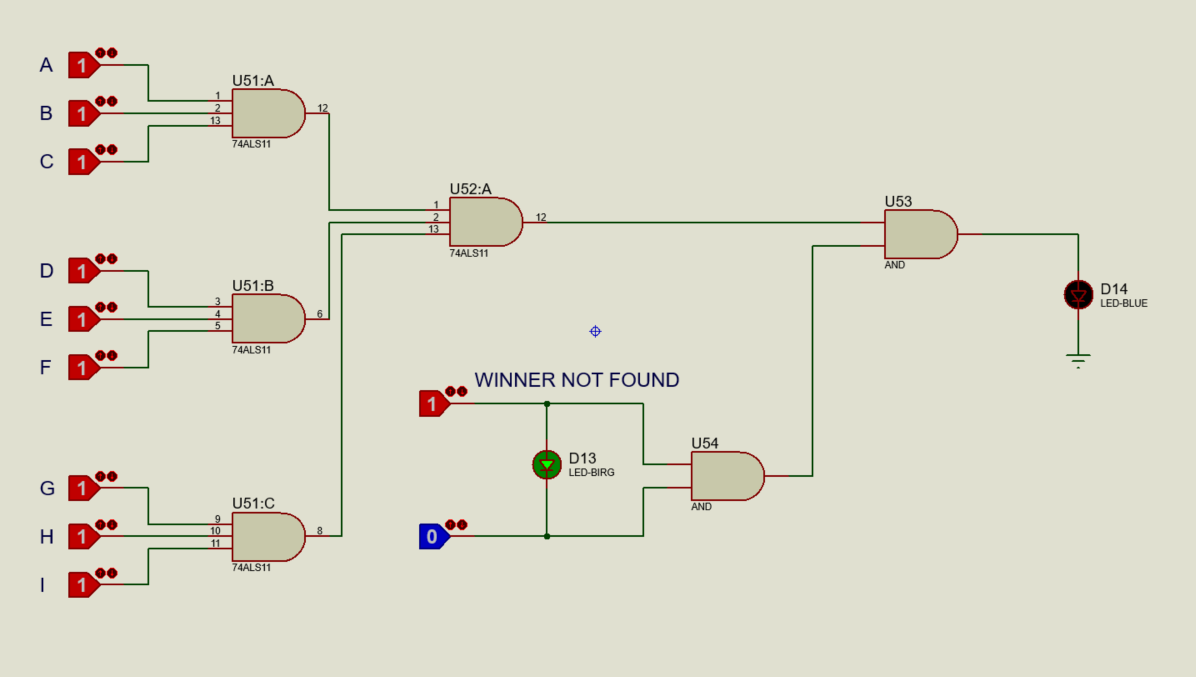 A 1
B 1
C 1
U51:A
1
2
13
12
74ALS11
D 1
E 1
F 1
U51:B
3
4
5
6
74ALS11
G 1
H 1
I 1
U51:C
9
10
11
8
74ALS11
U52:A
1
2
13
12
74ALS11
U53
AND
D14
LED-BLUE
WINNER NOT FOUND
1
D13
LED-BIRG
0
U54
AND